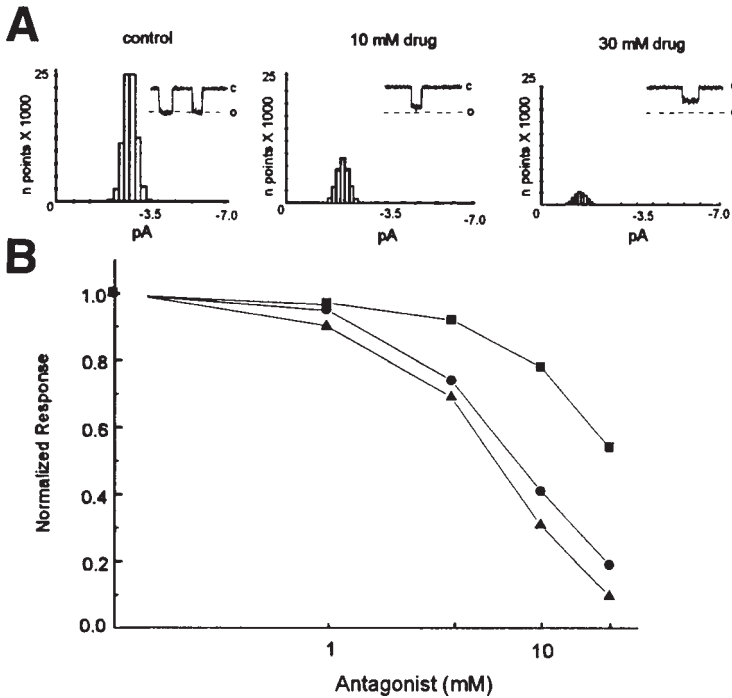 A
control
10 mM drug
30 mM drug
25
n points X 1000
c
o
0
-3.5
-7.0
pA
25
n points X 1000
c
o
0
-3.5
-7.0
pA
25
n points X 1000
c
0
-3.5
-7.0
pA
B
1.0
0.8
0.6
0.4
0.2
0.0
Normalized Response
1
10
Antagonist (mM)